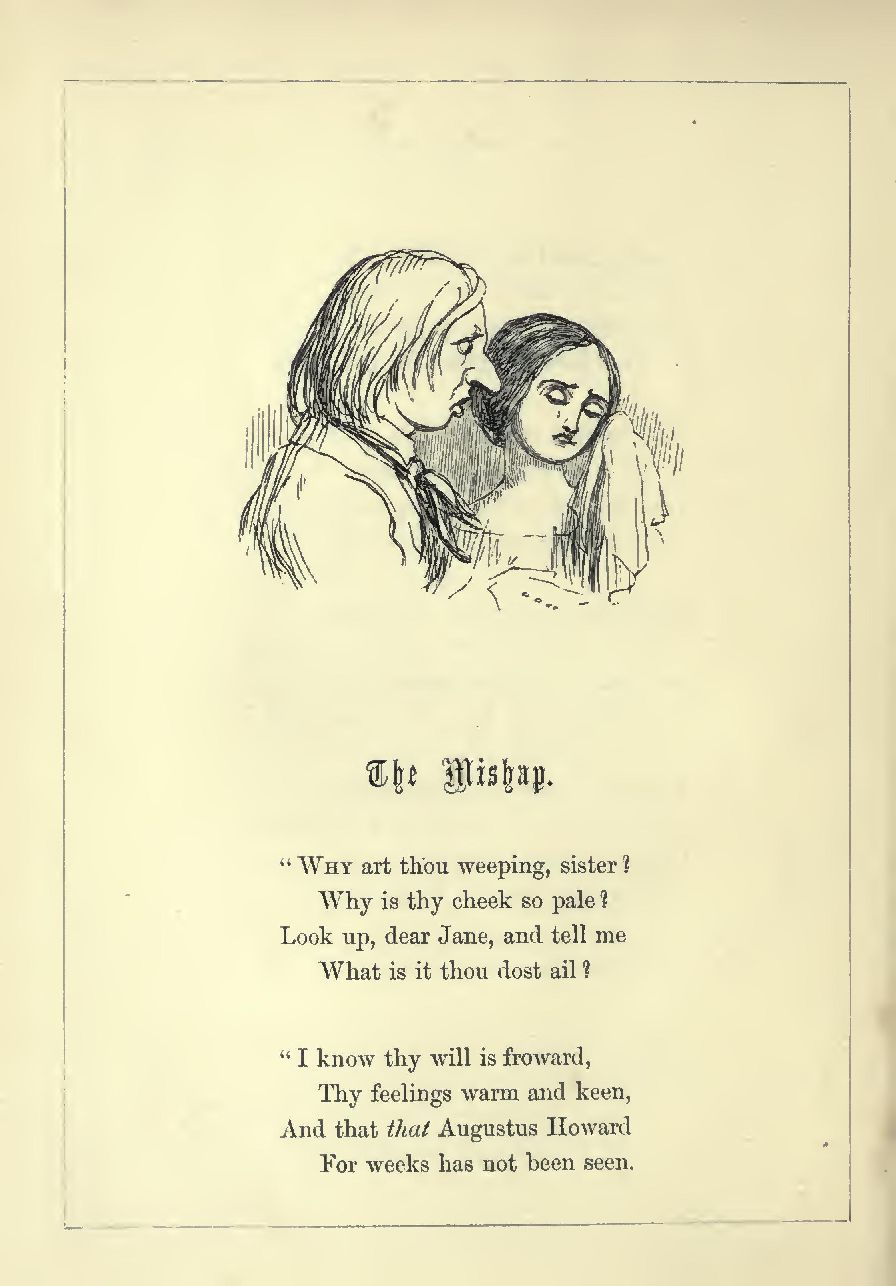 The Mishap.
“WHY art thou weeping, sister?
Why is thy cheek so pale?
Look up, dear Jane, and tell me
What is it thou dost ail?
“I know thy will is froward,
Thy feelings warm and keen,
And that that Augustus Howard
For weeks has not been seen.